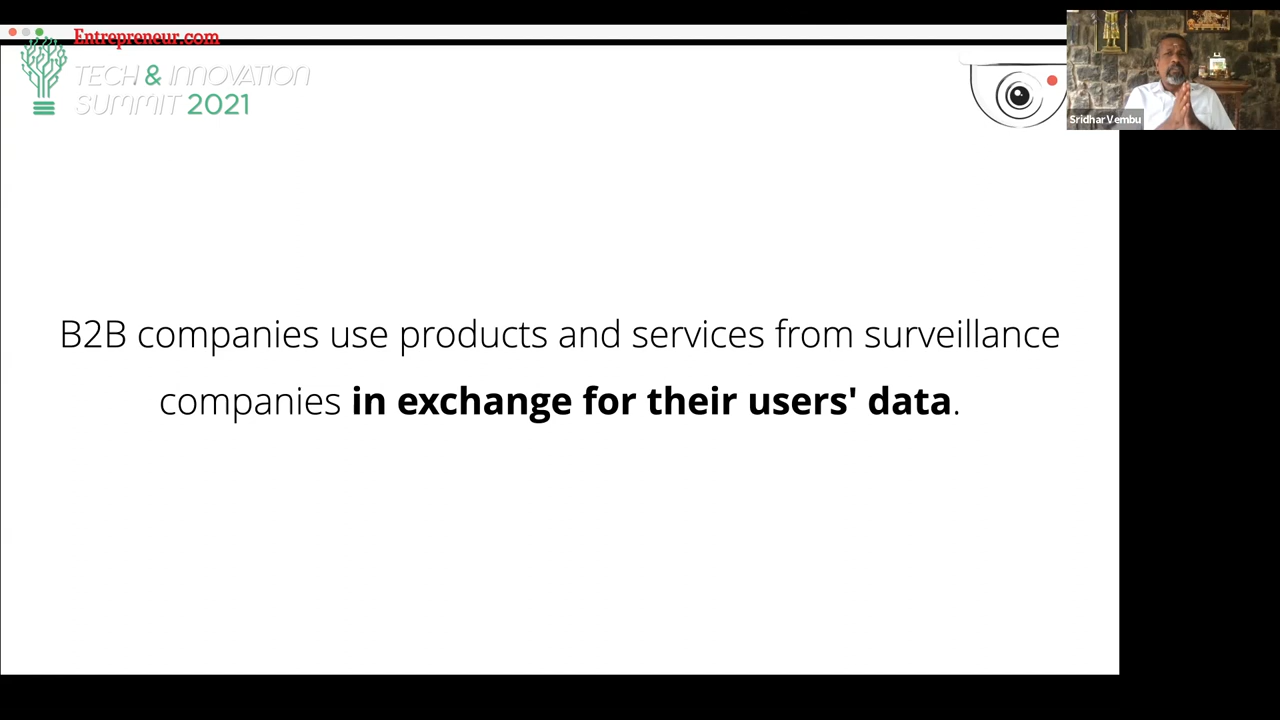 Entrepreneur.com
TECH & INNOVATION
SUMMIT 2021
Sridhar Vembu
B2B companies use products and services from surveillance
companies in exchange for their users' data.